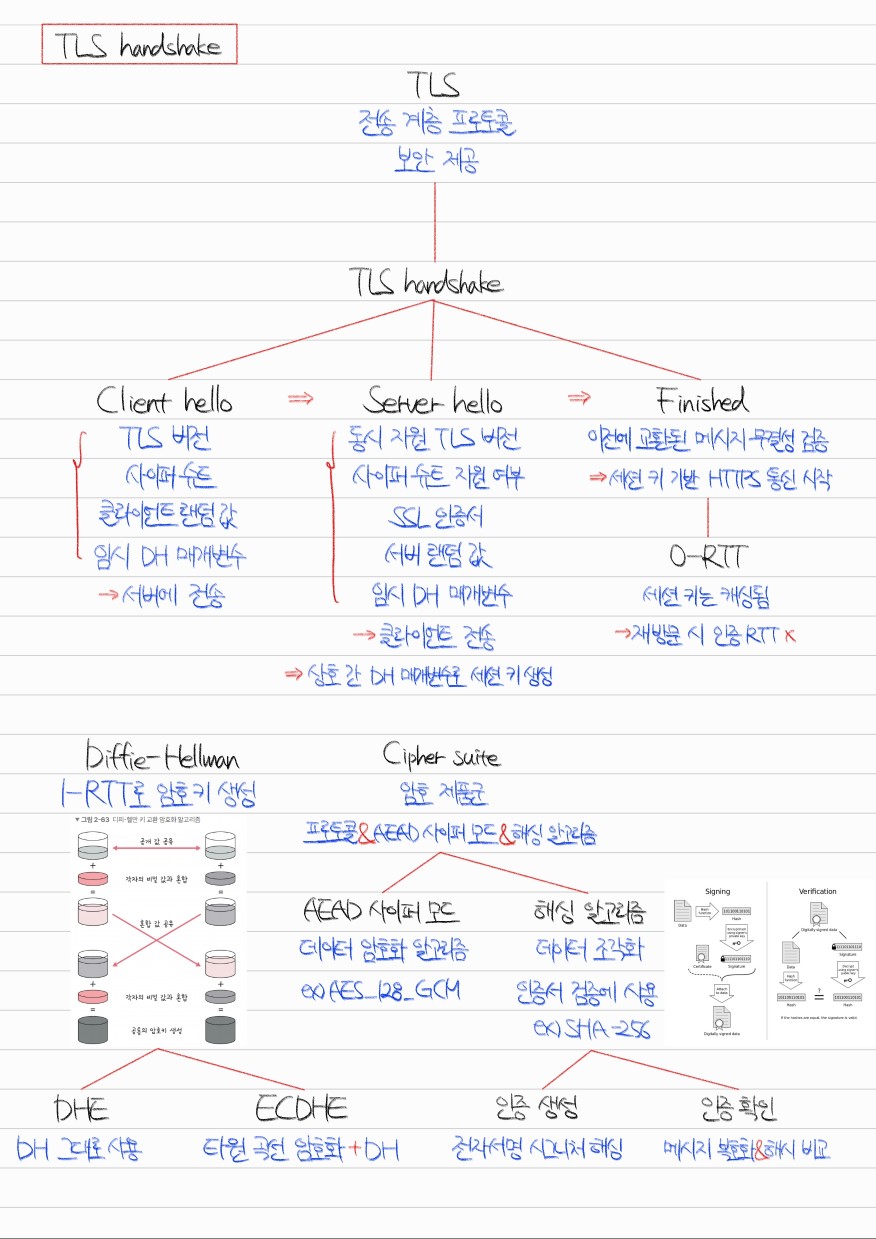 TLS handshake
TLS
전송 계층 프로토콜
보안 제공
TLS handshake
Client hello ⇒ Server hello ⇒ Finished
TLS 버전
사이퍼 슈트
클라이언트 랜덤 값
임시 DH 매개변수
→ 서버에 전송
동시 지원 TLS 버전
사이퍼 슈트 지원 여부
SSL 인증서
서버 랜덤 값
임시 DH 매개변수
→ 클라이언트 전송
⇒ 상호 간 DH 매개변수로 세션 키 생성
이전에 교환된 메시지 무결성 검증
⇒ 세션 키 기반 HTTPS 통신 시작
0-RTT
세션 키는 캐싱됨
→ 재방문 시 인증 RTT ×
Diffie-Hellman
1-RTT로 암호키 생성
▼ 그림 2-63 디피-헬만 키 교환 암호화 알고리즘
공개 값 공유
+ +
각자의 비밀 값과 혼합
= =
혼합 값 공유
+ +
각자의 비밀 값과 혼합
= =
공통의 암호키 생성
DHE
DH 그대로 사용
ECDHE
타원 곡선 암호화 + DH
Cipher suite
암호 제품군
프로토콜 & AEAD 사이퍼 모드 & 해싱 알고리즘
AEAD 사이퍼 모드
데이터 암호화 알고리즘
ex) AES_128_GCM
해싱 알고리즘
데이터 조각화
인증서 검증에 사용
ex) SHA-256
Signing
Data
Hash function
101100110101
Hash
Encrypt hash using signer's private key
111101101110
Certificate
Signature
Attach to data
Digitally signed data
Verification
Digitally signed data
Data
111101101110
Signature
Hash function
Decrypt using signer's public key
101100110101
?
=
101100110101
Hash
Hash
If the hashes are equal, the signature is valid.
인증 생성
전자서명 시그니처 해싱
인증 확인
메시지 복호화 & 해시 비교